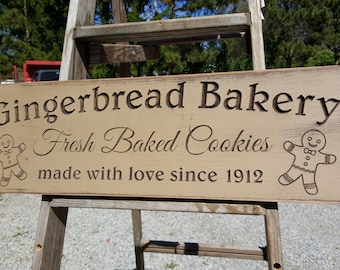 Gingerbread Bakery
Fresh Baked Cookies
made with love since 1912